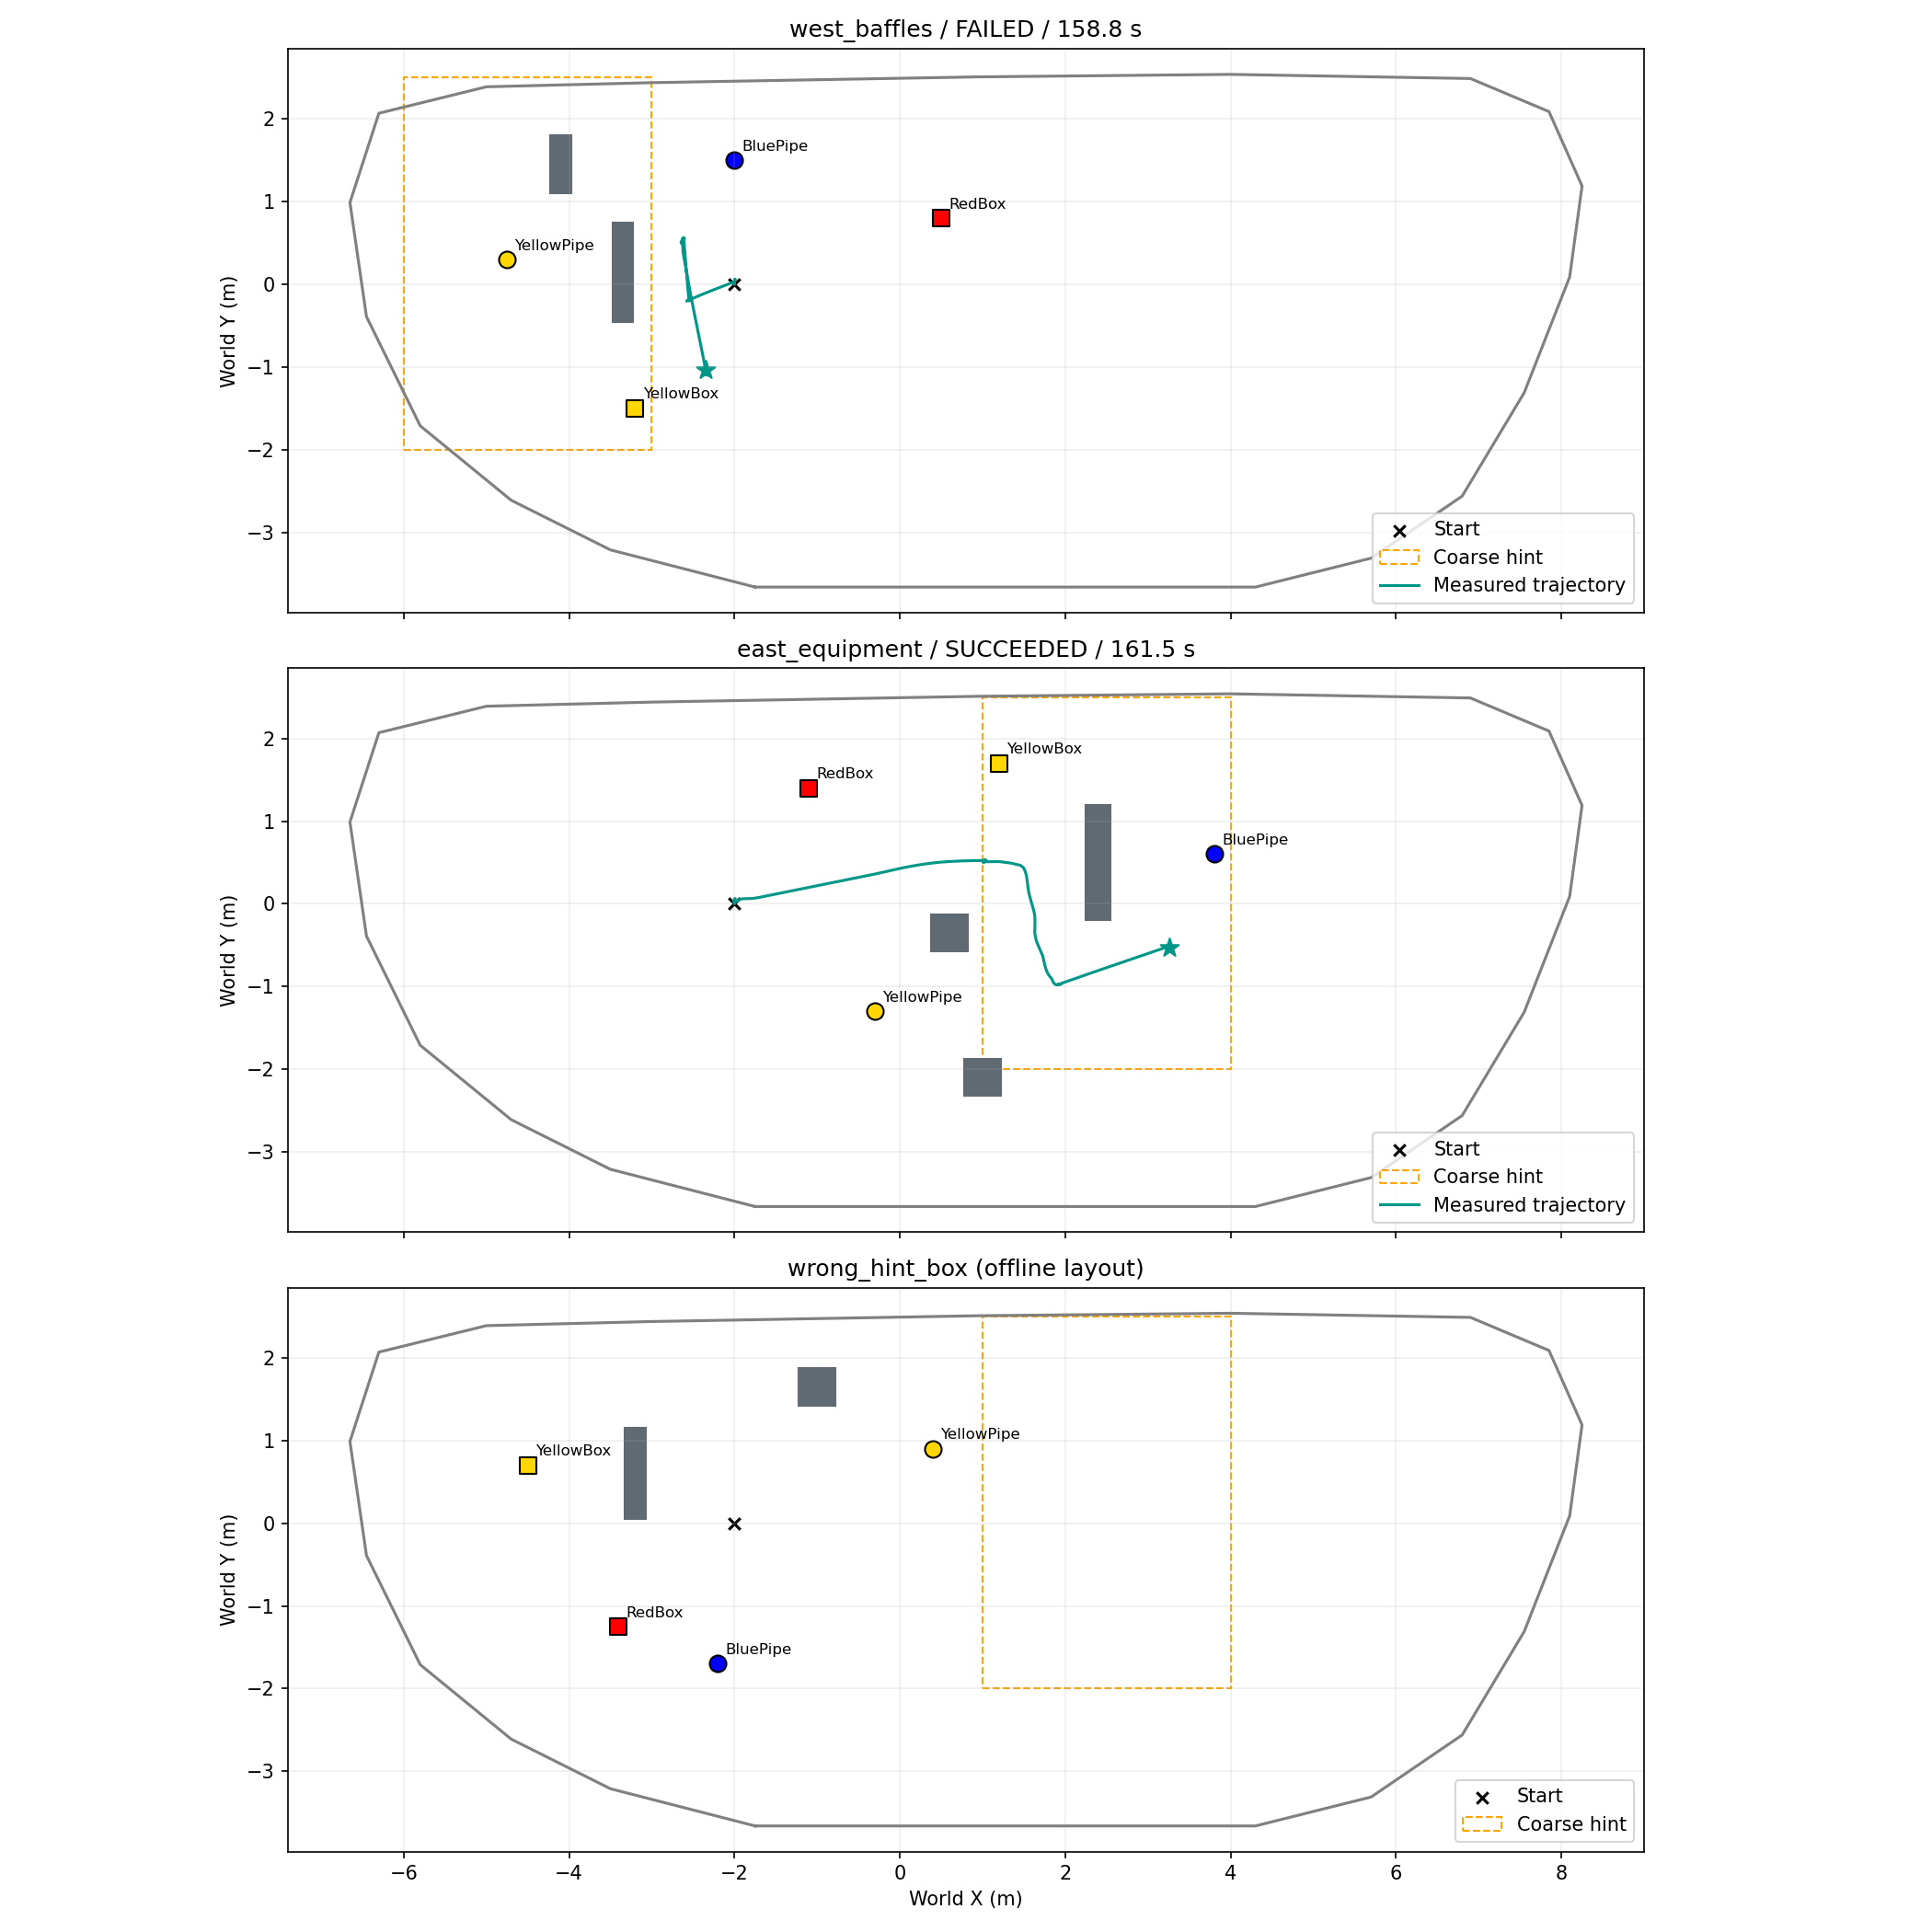 west_baffles / FAILED / 158.8 s
World Y (m)
2
1
0
−1
−2
−3
BluePipe
RedBox
YellowPipe
YellowBox
Start
Coarse hint
Measured trajectory
east_equipment / SUCCEEDED / 161.5 s
World Y (m)
2
1
0
−1
−2
−3
YellowBox
RedBox
BluePipe
YellowPipe
Start
Coarse hint
Measured trajectory
wrong_hint_box (offline layout)
World Y (m)
2
1
0
−1
−2
−3
YellowPipe
YellowBox
RedBox
BluePipe
Start
Coarse hint
−6 −4 −2 0 2 4 6 8
World X (m)